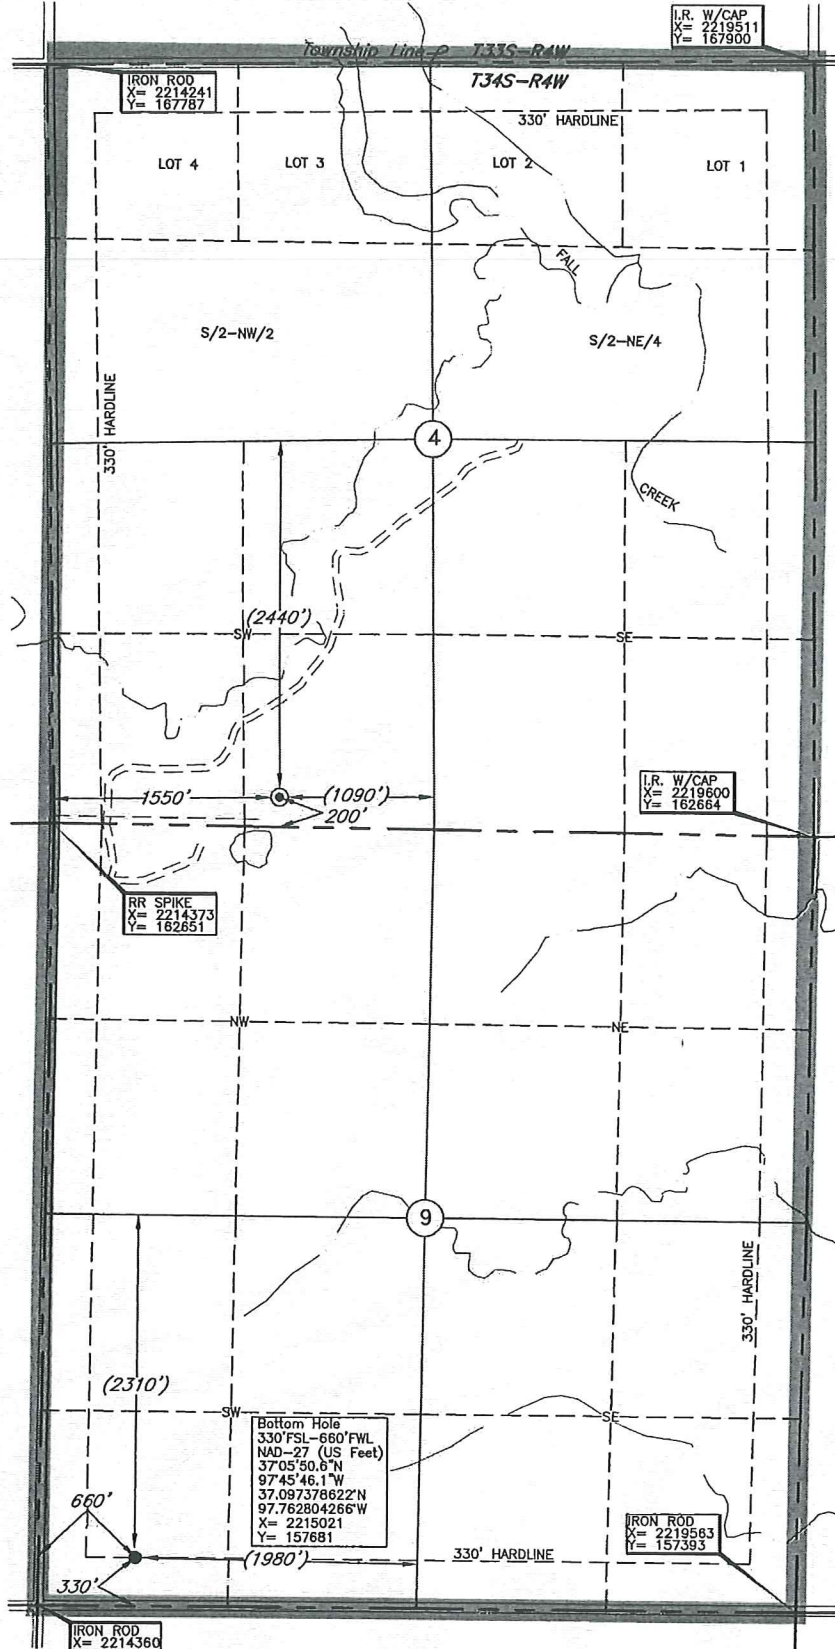 I.R. W/CAP
X= 2219511
Y= 167900
Township Line
T33S-R4W
T34S-R4W
IRON ROD
X= 2214241
Y= 167787
330' HARDLINE
LOT 4
LOT 3
LOT 2
LOT 1
FALL
S/2-NW/2
S/2-NE/4
330' HARDLINE
4
CREEK
(2440')
SW
SE
1550'
(1090')
200'
I.R. W/CAP
X= 2219600
Y= 162664
RR SPIKE
X= 2214373
Y= 162651
NW
NE
9
330' HARDLINE
(2310')
SW
SE
Bottom Hole
330'FSL-660'FWL
NAD-27 (US Feet)
37°05'50.6"N
97°45'46.1"W
37.097378622°N
97.762804266°W
X= 2215021
Y= 157681
660'
IRON ROD
X= 2219563
Y= 157393
(1980')
330' HARDLINE
330'
IRON ROD
X= 2214360